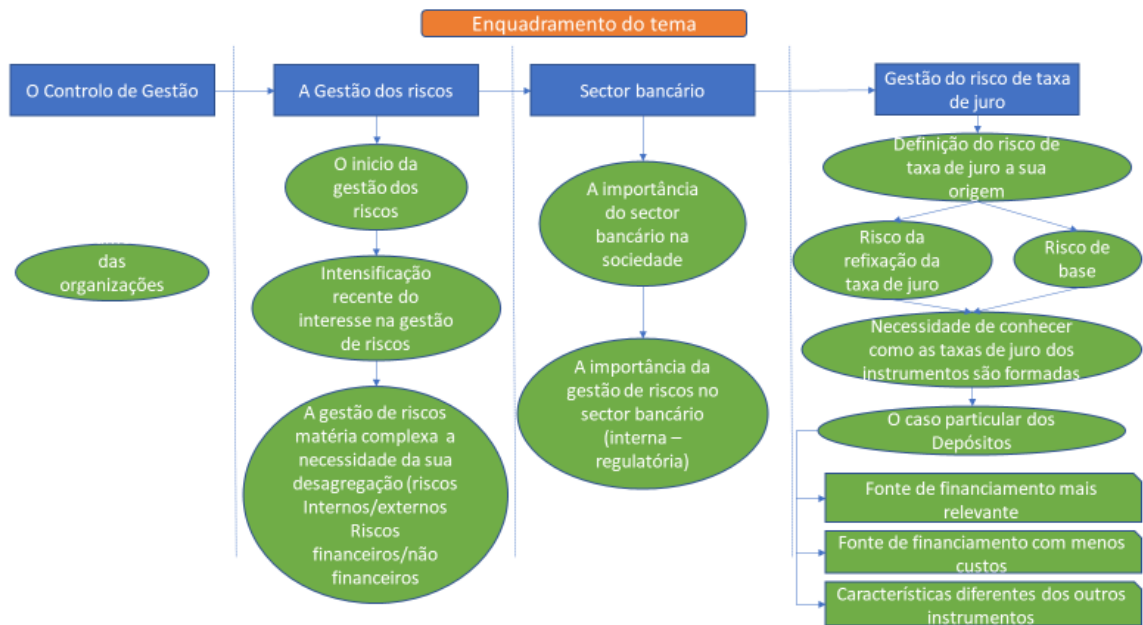 Enquadramento do tema
O Controlo de Gestão
das
organizações
A Gestão dos riscos
O inicio da
gestão dos
riscos
Intensificação
recente do
interesse na gestão
de riscos
A gestão de riscos
matéria complexa a
necessidade da sua
desagregação (riscos
Internos/externos
Riscos
financeiros/não
financeiros
Sector bancário
A importância
do sector
bancário na
sociedade
A importância da
gestão de riscos no
sector bancário
(interna –
regulatória)
Gestão do risco de taxa
de juro
Definição do risco de
taxa de juro a sua
origem
Risco da
refixação da
taxa de juro
Risco de
base
Necessidade de conhecer
como as taxas de juro dos
instrumentos são formadas
O caso particular dos
Depósitos
Fonte de financiamento mais
relevante
Fonte de financiamento com menos
custos
Características diferentes dos outros
instrumentos